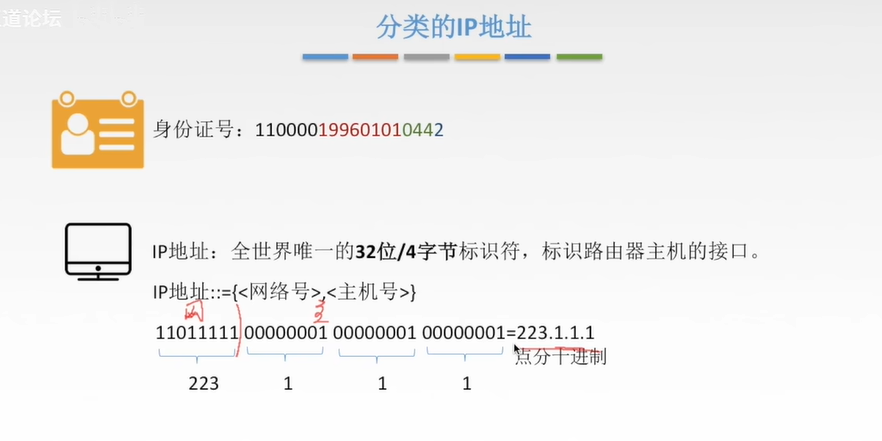 道论坛
分类的IP地址
身份证号：110000199601010442
IP地址：全世界唯一的32位/4字节标识符，标识路由器主机的接口。
IP地址::={<网络号>,<主机号>}
网
11011111 00000001 00000001 00000001=223.1.1.1
点分十进制
223 1 1 1